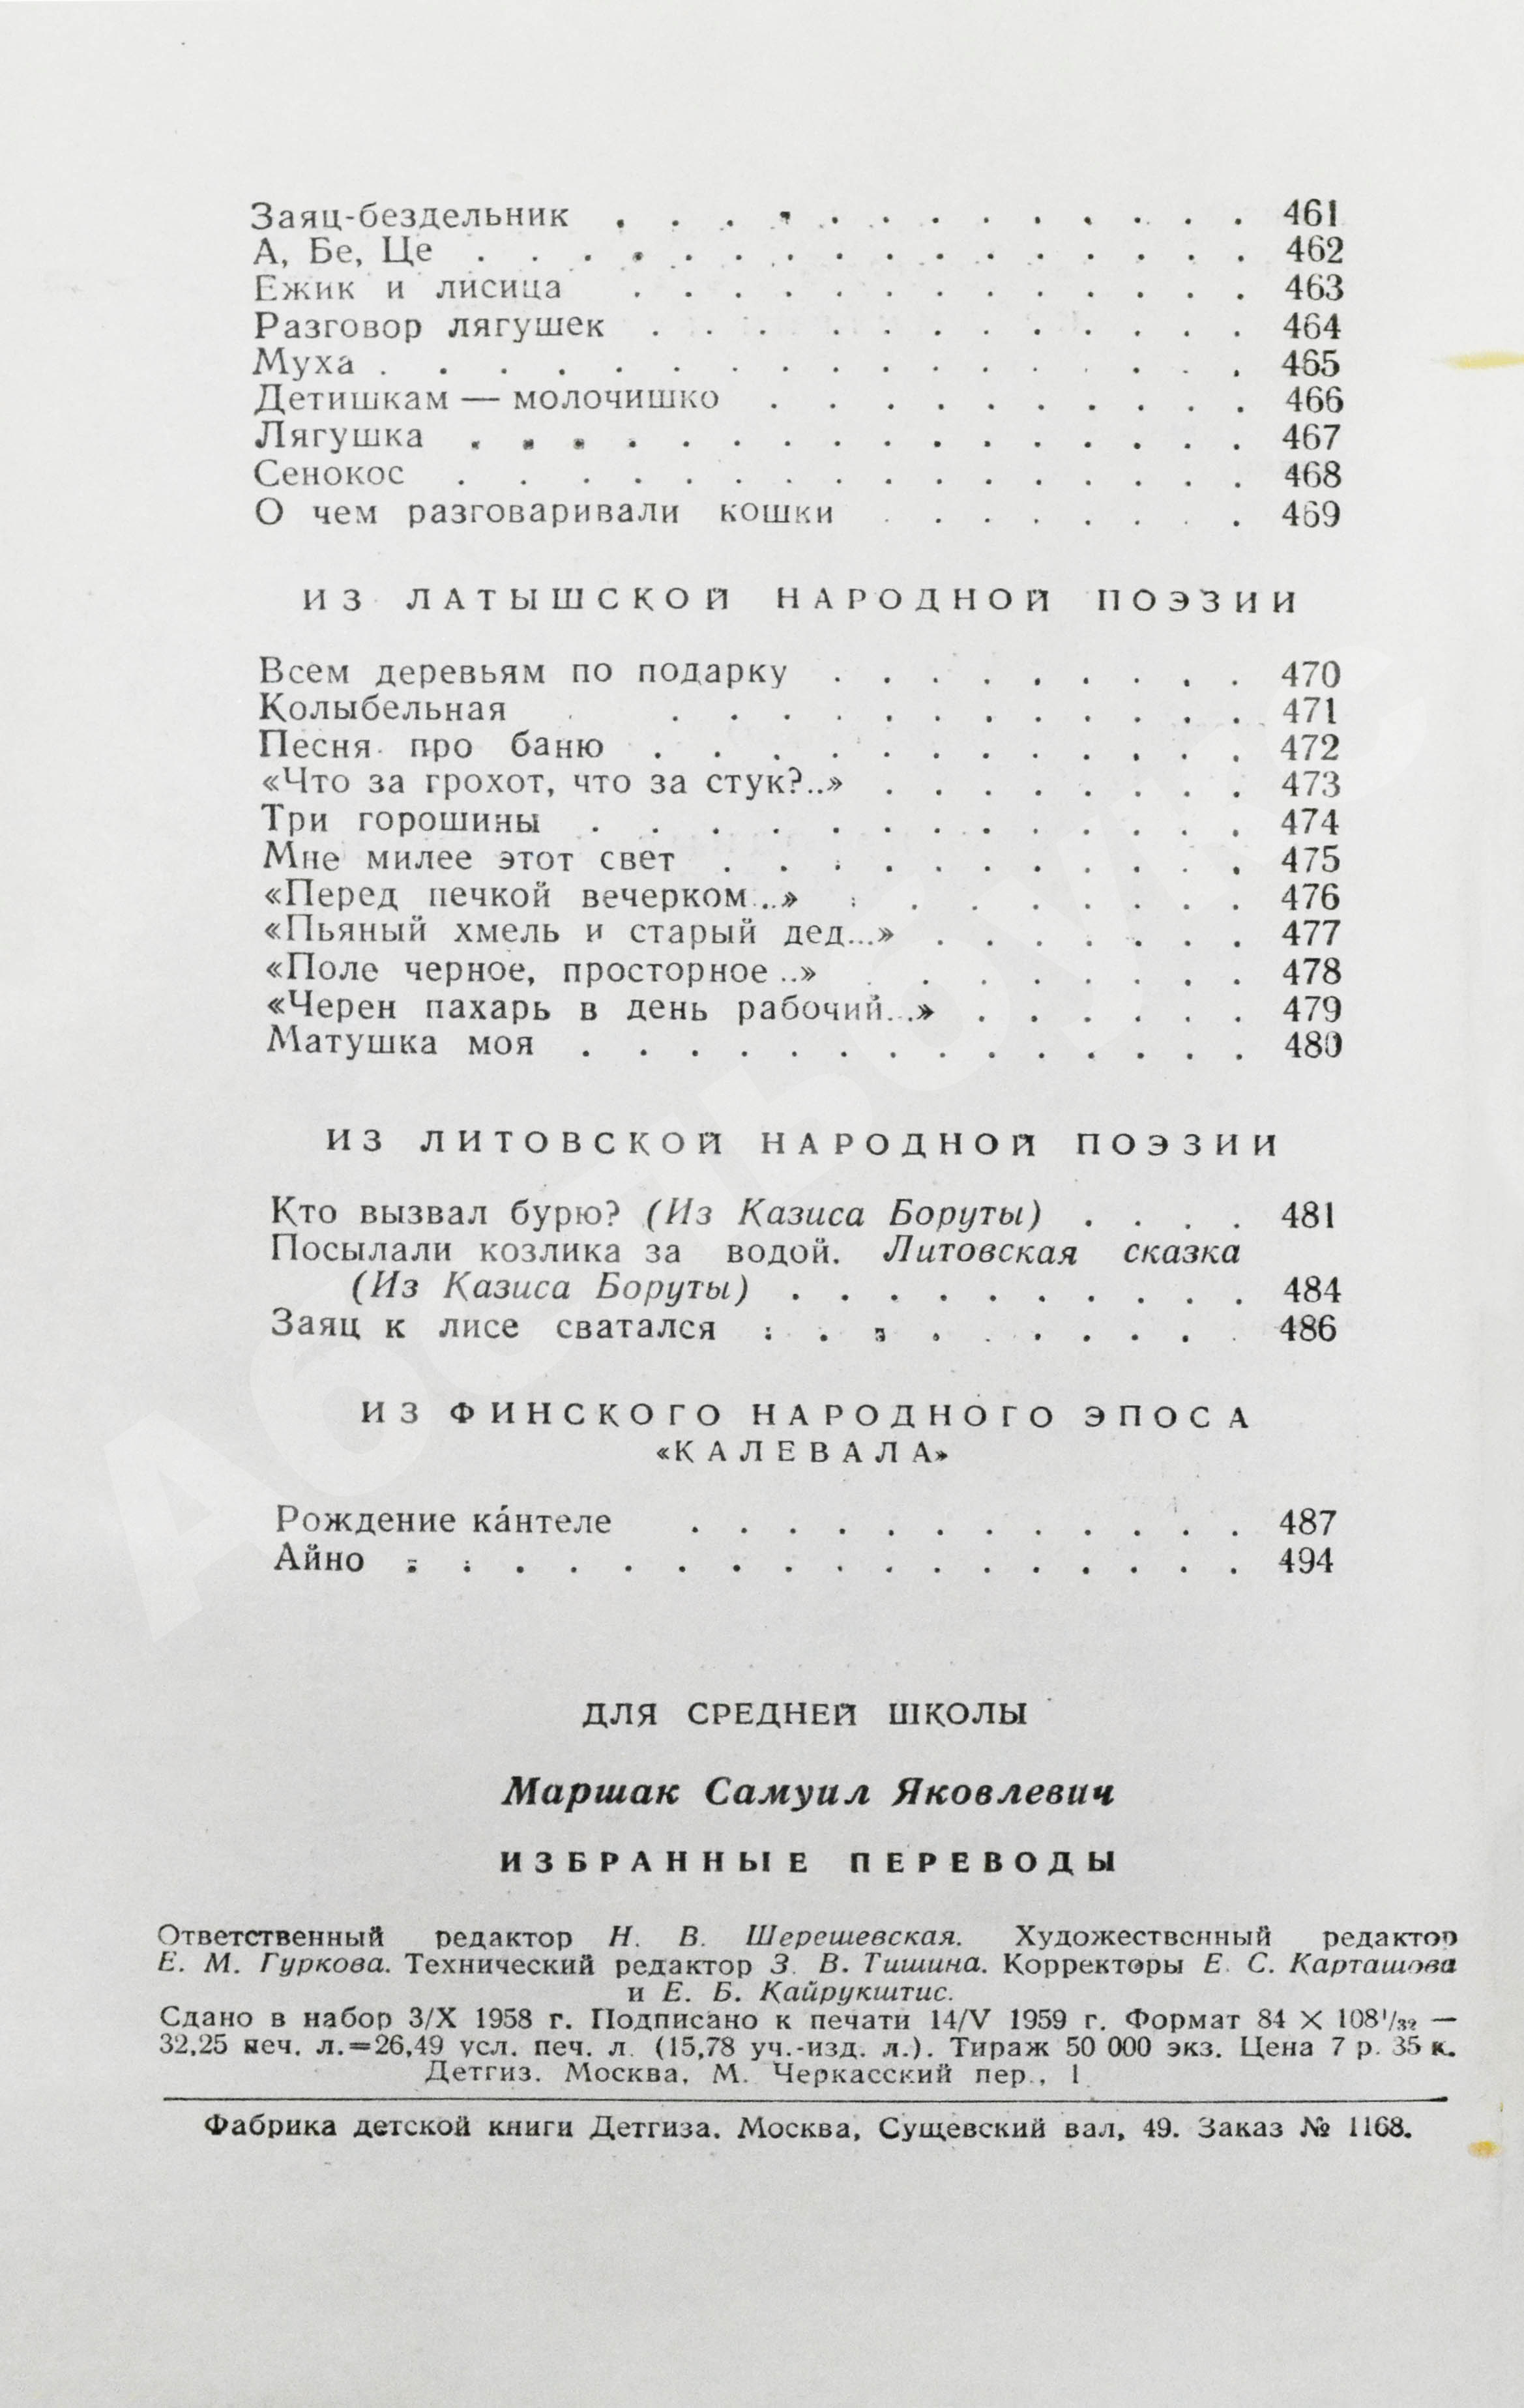 Заяц-бездельник . . . . . . . . . . . . . 461
А, Бе, Це . . . . . . . . . . . . . . . . 462
Ежик и лисица . . . . . . . . . . . . . 463
Разговор лягушек . . . . . . . . . . . . 464
Муха . . . . . . . . . . . . . . . . . 465
Детишкам — молочишко . . . . . . . . . . 466
Лягушка . . . . . . . . . . . . . . . . 467
Сенокос . . . . . . . . . . . . . . . . 468
О чем разговаривали кошки . . . . . . . . 469
ИЗ ЛАТЫШСКОЙ НАРОДНОЙ ПОЭЗИИ
Всем деревьям по подарку . . . . . . . . . 470
Колыбельная . . . . . . . . . . . . 471
Песня про баню . . . . . . . . . . . . 472
«Что за грохот, что за стук?..» . . . . . . . . 473
Три горошины . . . . . . . . . . . . . 474
Мне милее этот свет . . . . . . . . . . . 475
«Перед печкой вечерком...» . . . . . . . . 476
«Пьяный хмель и старый дед...» . . . . . . . 477
«Поле черное, просторное..» . . . . . . . . 478
«Черен пахарь в день рабочий...» . . . . . . 479
Матушка моя . . . . . . . . . . . . . . 480
ИЗ ЛИТОВСКОЙ НАРОДНОЙ ПОЭЗИИ
Кто вызвал бурю? (Из Казиса Боруты) . . . . 481
Посылали козлика за водой. Литовская сказка
(Из Казиса Боруты) . . . . . . . . . . 484
Заяц к лисе сватался . . . . . . . . . . 486
ИЗ ФИНСКОГО НАРОДНОГО ЭПОСА
«КАЛЕВАЛА»
Рождение ка́нтеле . . . . . . . . . . . . 487
Айно . . . . . . . . . . . . . . . . . 494
ДЛЯ СРЕДНЕЙ ШКОЛЫ
Маршак Самуил Яковлевич
ИЗБРАННЫЕ ПЕРЕВОДЫ
Ответственный редактор Н. В. Шерешевская. Художественный редактор
Е. М. Гуркова. Технический редактор З. В. Тишина. Корректоры Е. С. Карташова
и Е. Б. Кайрукштис.
Сдано в набор 3/X 1958 г. Подписано к печати 14/V 1959 г. Формат 84 × 108¹/₃₂ —
32,25 печ. л.=26,49 усл. печ. л. (15,78 уч.-изд. л.). Тираж 50 000 экз. Цена 7 р. 35 к.
Детгиз. Москва, М. Черкасский пер., 1.
Фабрика детской книги Детгиза. Москва, Сущевский вал, 49. Заказ № 1168.